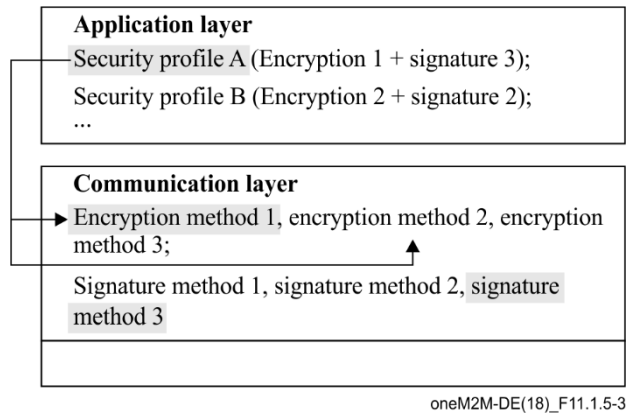 Application layer
Security profile A (Encryption 1 + signature 3);
Security profile B (Encryption 2 + signature 2);
...
Communication layer
Encryption method 1, encryption method 2, encryption
method 3;
Signature method 1, signature method 2, signature
method 3
oneM2M-DE(18)_F11.1.5-3